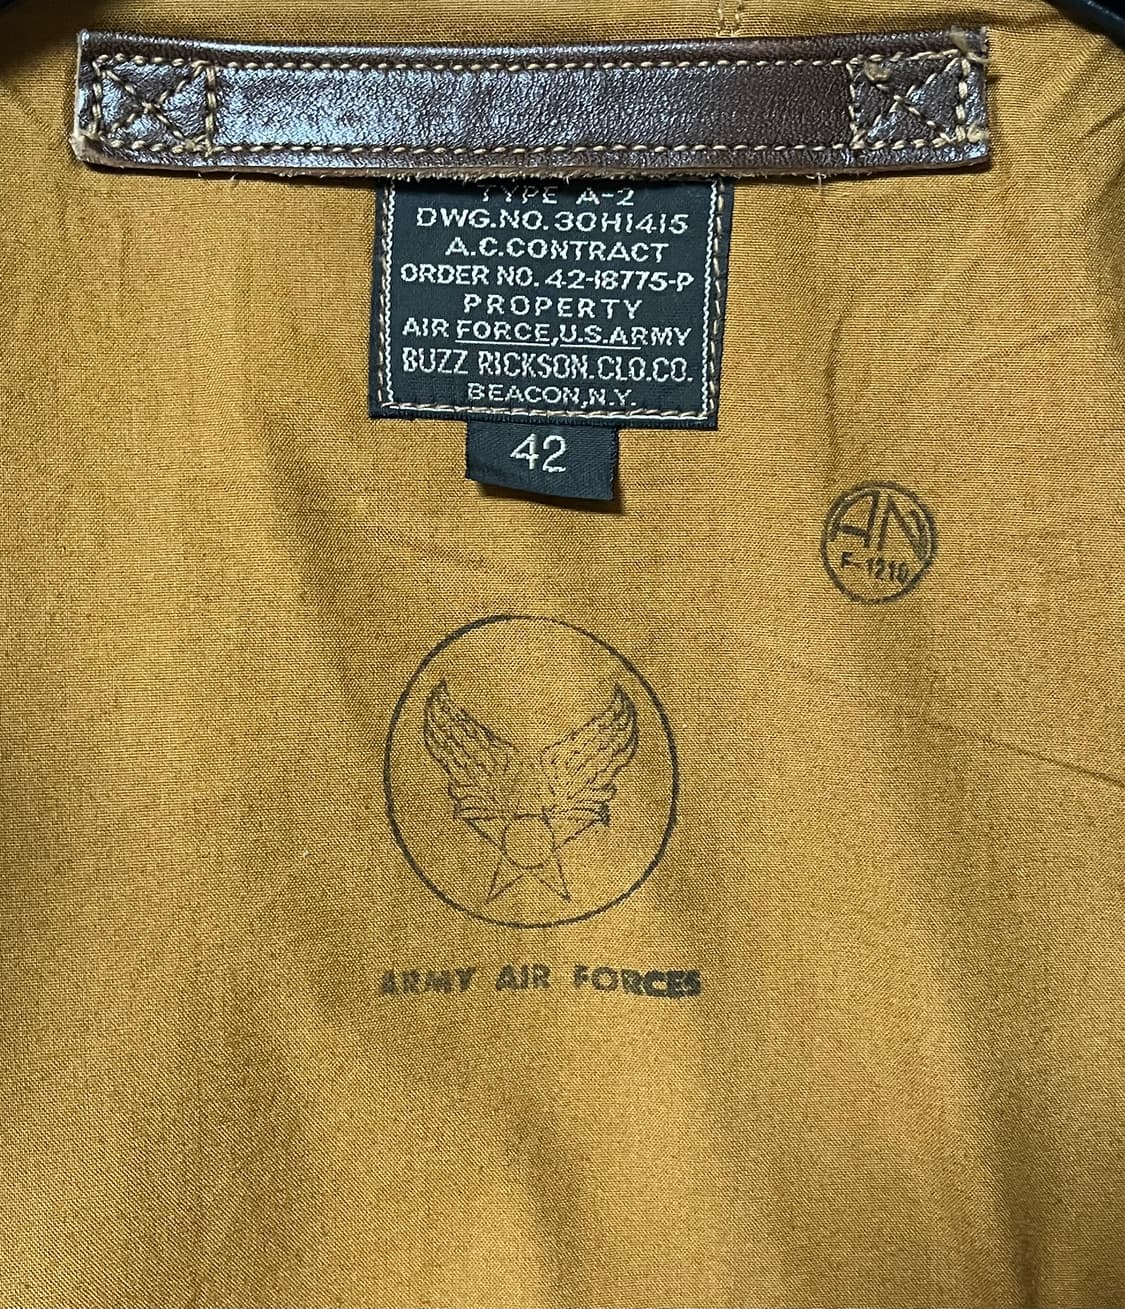 TYPE A-2
DWG.NO. 30H1415
A.C.CONTRACT
ORDER NO. 42-18775-P
PROPERTY
AIR FORCE,U.S.ARMY
BUZZ RICKSON.CLO.CO.
BEACON,N.Y.
42
AN
F-1218
ARMY AIR FORCES